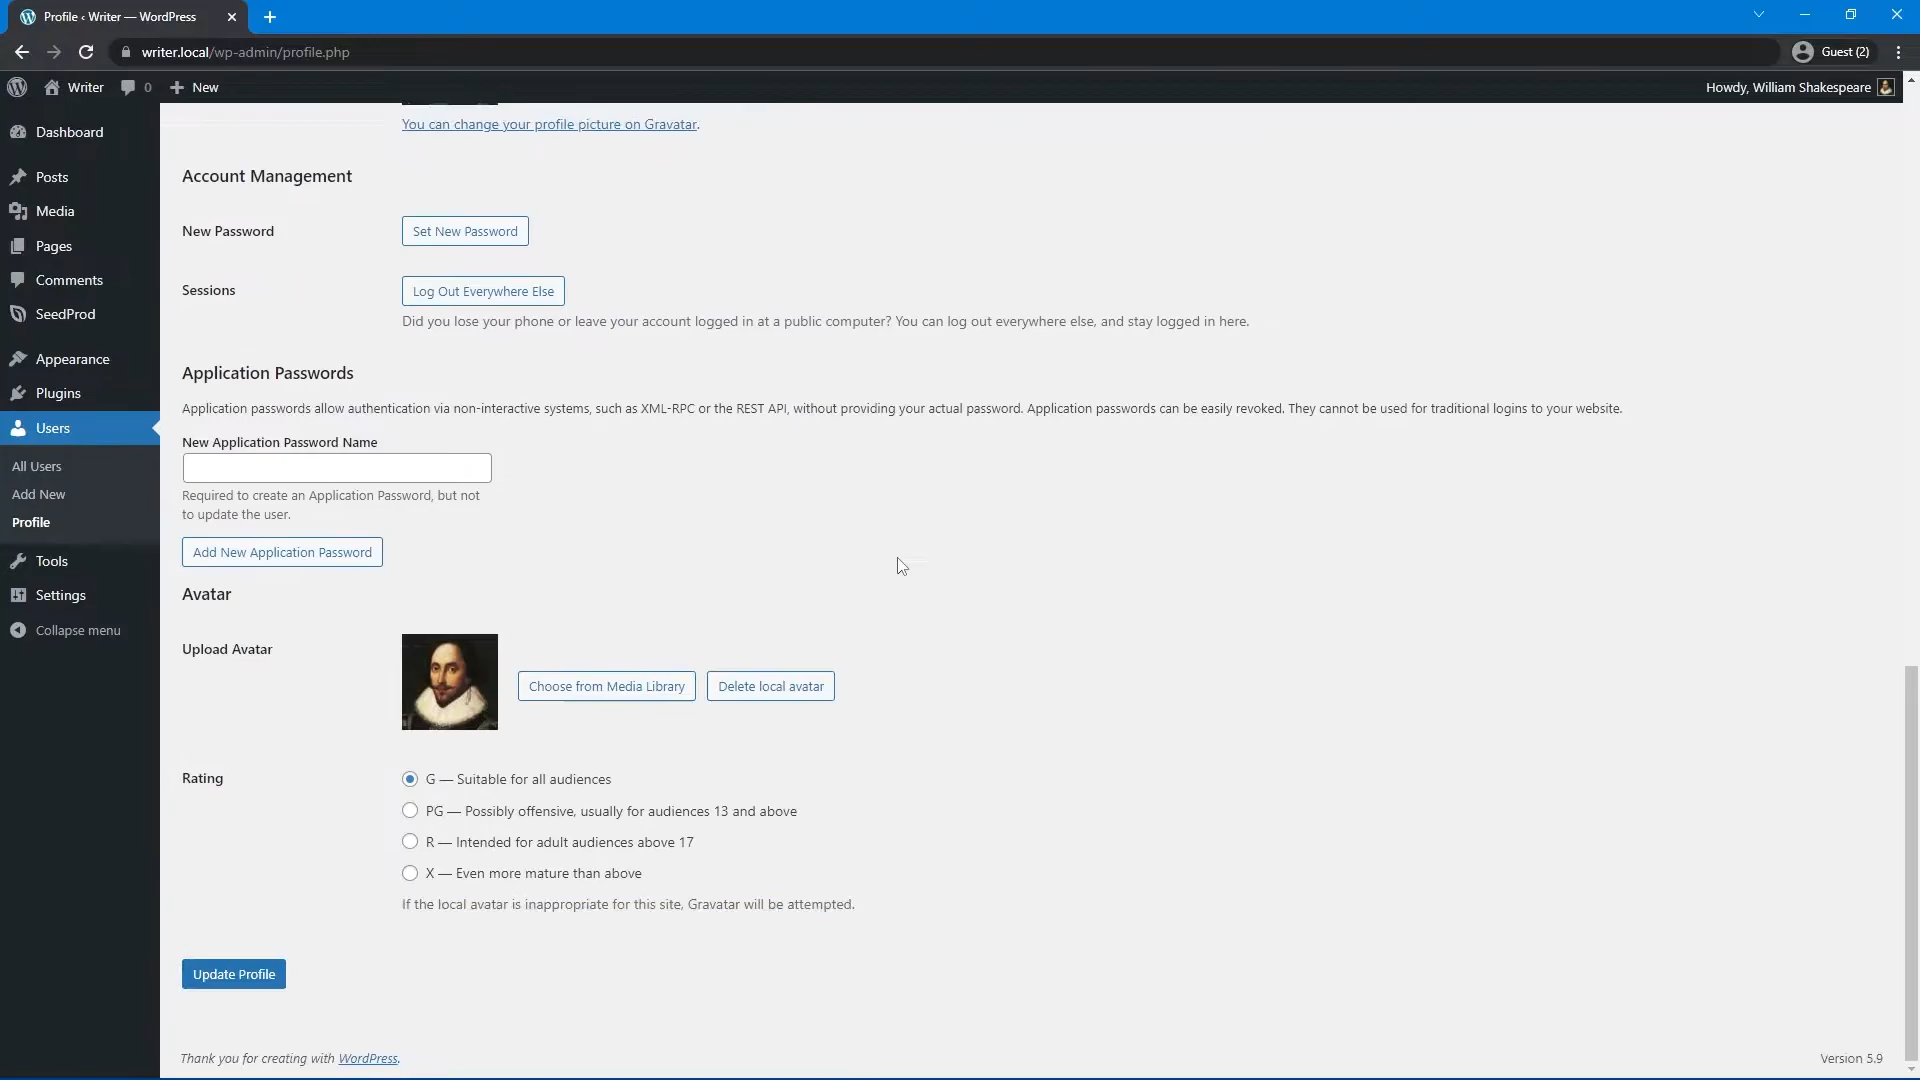 Profile ‹ Writer — WordPress
writer.local/wp-admin/profile.php
Guest (2)
Writer
0
New
Howdy, William Shakespeare
Dashboard
Posts
Media
Pages
Comments
SeedProd
Appearance
Plugins
Users
All Users
Add New
Profile
Tools
Settings
Collapse menu
You can change your profile picture on Gravatar.
Account Management
New Password
Set New Password
Sessions
Log Out Everywhere Else
Did you lose your phone or leave your account logged in at a public computer? You can log out everywhere else, and stay logged in here.
Application Passwords
Application passwords allow authentication via non-interactive systems, such as XML-RPC or the REST API, without providing your actual password. Application passwords can be easily revoked. They cannot be used for traditional logins to your website.
New Application Password Name
Required to create an Application Password, but not
to update the user.
Add New Application Password
Avatar
Upload Avatar
Choose from Media Library
Delete local avatar
Rating
G — Suitable for all audiences
PG — Possibly offensive, usually for audiences 13 and above
R — Intended for adult audiences above 17
X — Even more mature than above
If the local avatar is inappropriate for this site, Gravatar will be attempted.
Update Profile
Thank you for creating with WordPress.
Version 5.9